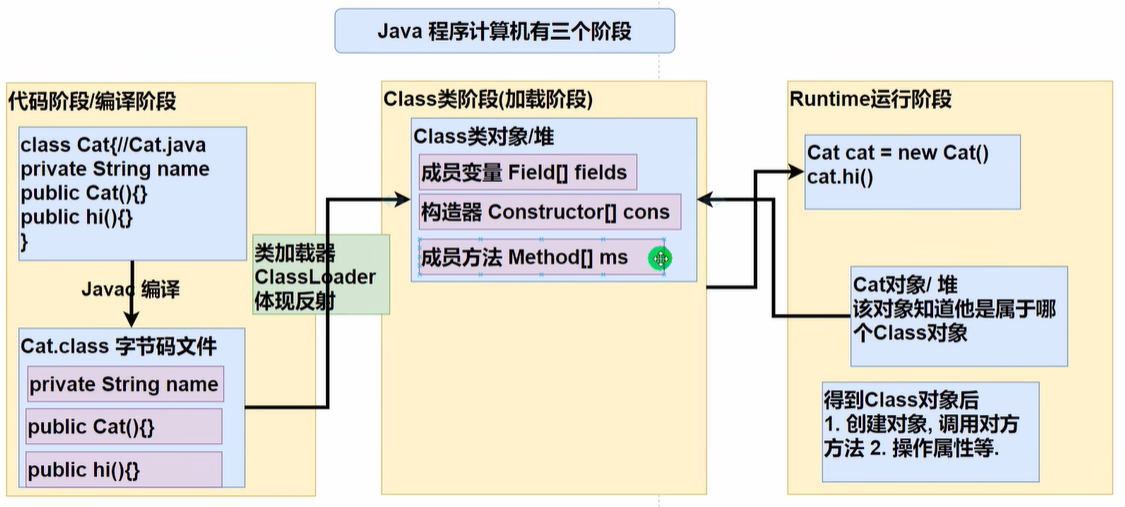 Java 程序计算机有三个阶段
代码阶段/编译阶段
class Cat{//Cat.java
private String name
public Cat(){}
public hi(){}
}
Javac 编译
Cat.class 字节码文件
private String name
public Cat(){}
public hi(){}
类加载器
ClassLoader
体现反射
Class类阶段(加载阶段)
Class类对象/堆
成员变量 Field[] fields
构造器 Constructor[] cons
成员方法 Method[] ms
Runtime运行阶段
Cat cat = new Cat()
cat.hi()
Cat对象/ 堆
该对象知道他是属于哪
个Class对象
得到Class对象后
1. 创建对象, 调用对方
方法 2. 操作属性等.